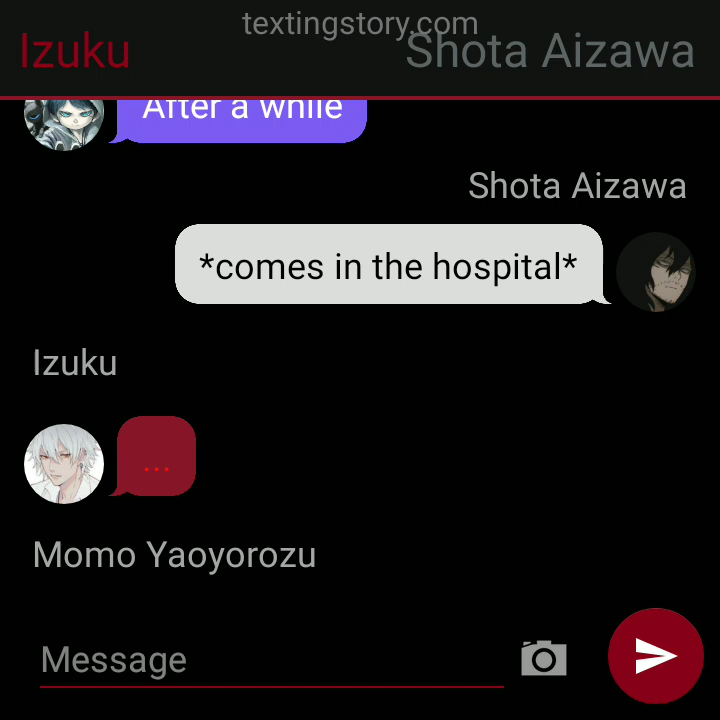 textingstory.com
Izuku
Shota Aizawa
After a while
Shota Aizawa
*comes in the hospital*
Izuku
...
Momo Yaoyorozu
Message